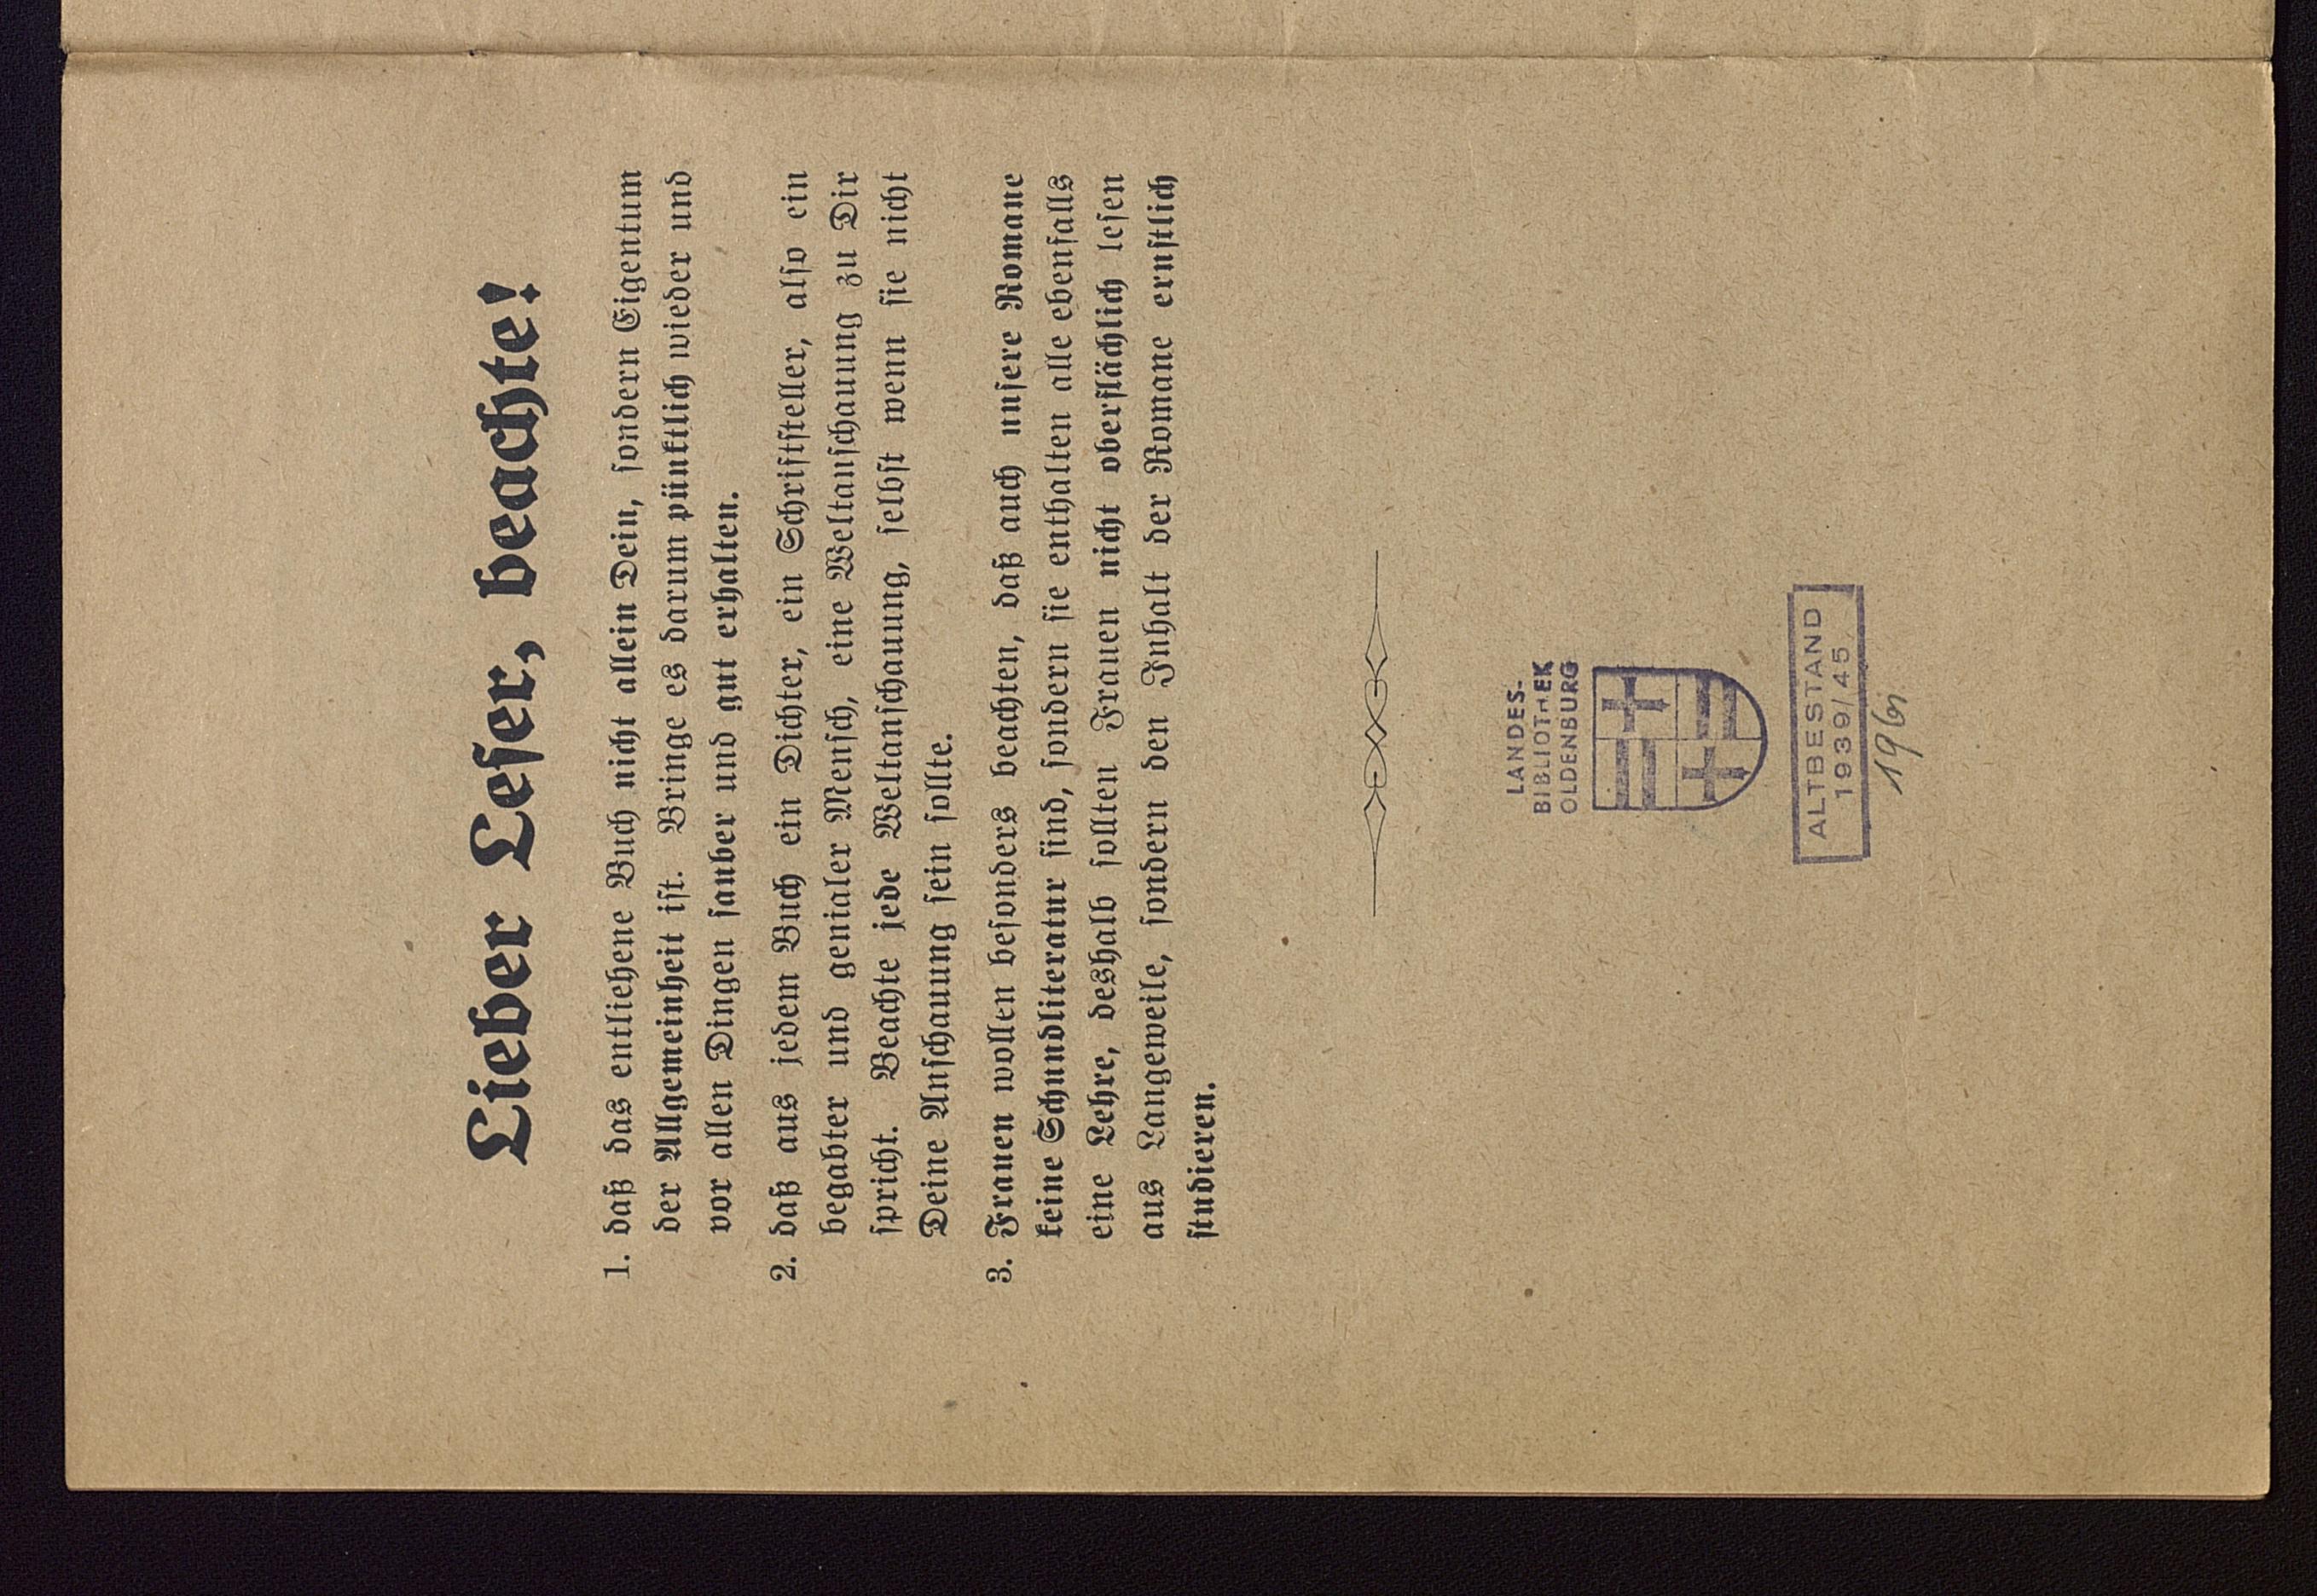 Lieber Leser, beachte!
1. daß das entliehene Buch nicht allein Dein, sondern Eigentum
der Allgemeinheit ist. Bringe es darum pünktlich wieder und
vor allen Dingen sauber und gut erhalten.
2. daß aus jedem Buch ein Dichter, ein Schriftsteller, also ein
begabter und genialer Mensch, eine Weltanschauung zu Dir
spricht. Beachte jede Weltanschauung, selbst wenn sie nicht
Deine Anschauung sein sollte.
3. Frauen wollen besonders beachten, daß auch unsere Romane
keine Schundliteratur sind, sondern sie enthalten alle ebenfalls
eine Lehre, deshalb sollten Frauen nicht oberflächlich lesen
aus Langeweile, sondern den Inhalt der Romane ernstlich
studieren.
LANDES-
BIBLIOTHEK
OLDENBURG
ALTBESTAND
1939/45